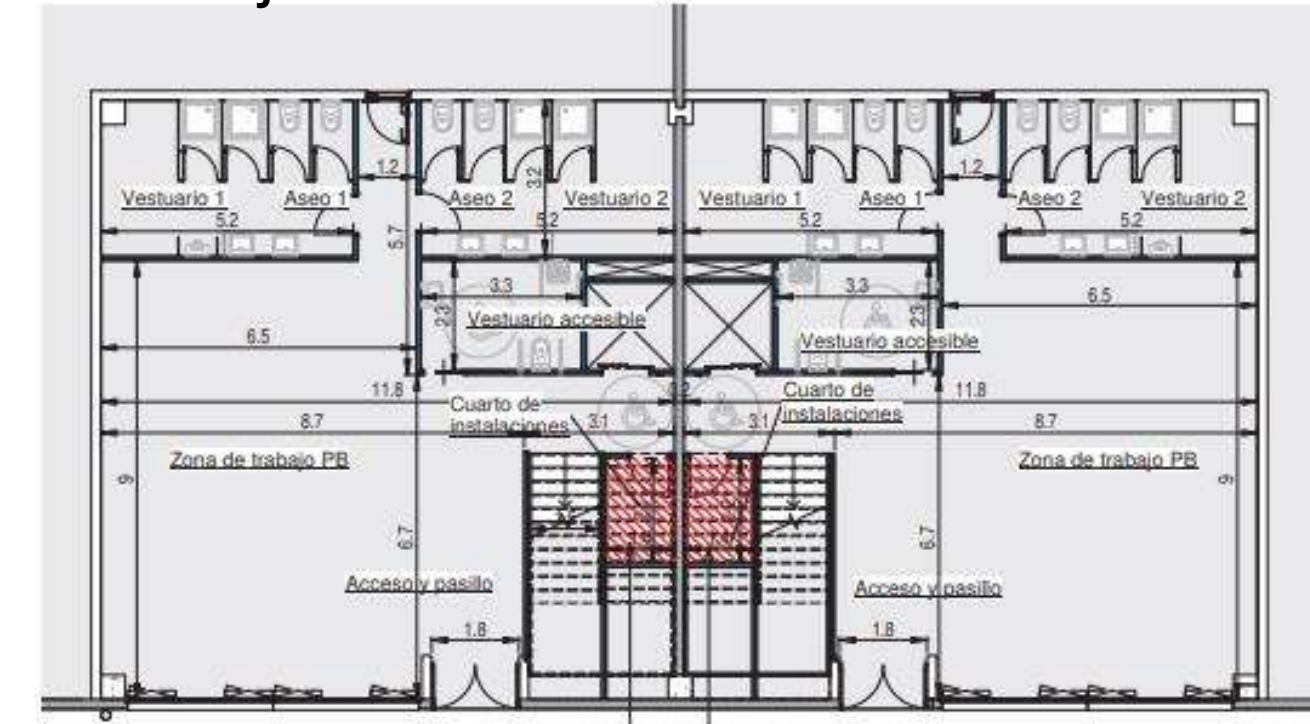 1.2
1.2
3.2
Vestuario 1
Aseo 1
Aseo 2
Vestuario 2
Vestuario 1
Aseo 1
Aseo 2
Vestuario 2
5.2
5.2
5.2
5.2
5.7
3.3
3.3
6.5
2.3
2.3
Vestuario accesible
6.5
Vestuario accesible
11.8
11.8
Cuarto de
instalaciones
Cuarto de
instalaciones
8.7
3.1
3.1
8.7
Zona de trabajo PB
Zona de trabajo PB
9
9
6.7
6.7
Acceso y pasillo
Acceso y pasillo
1.8
1.8